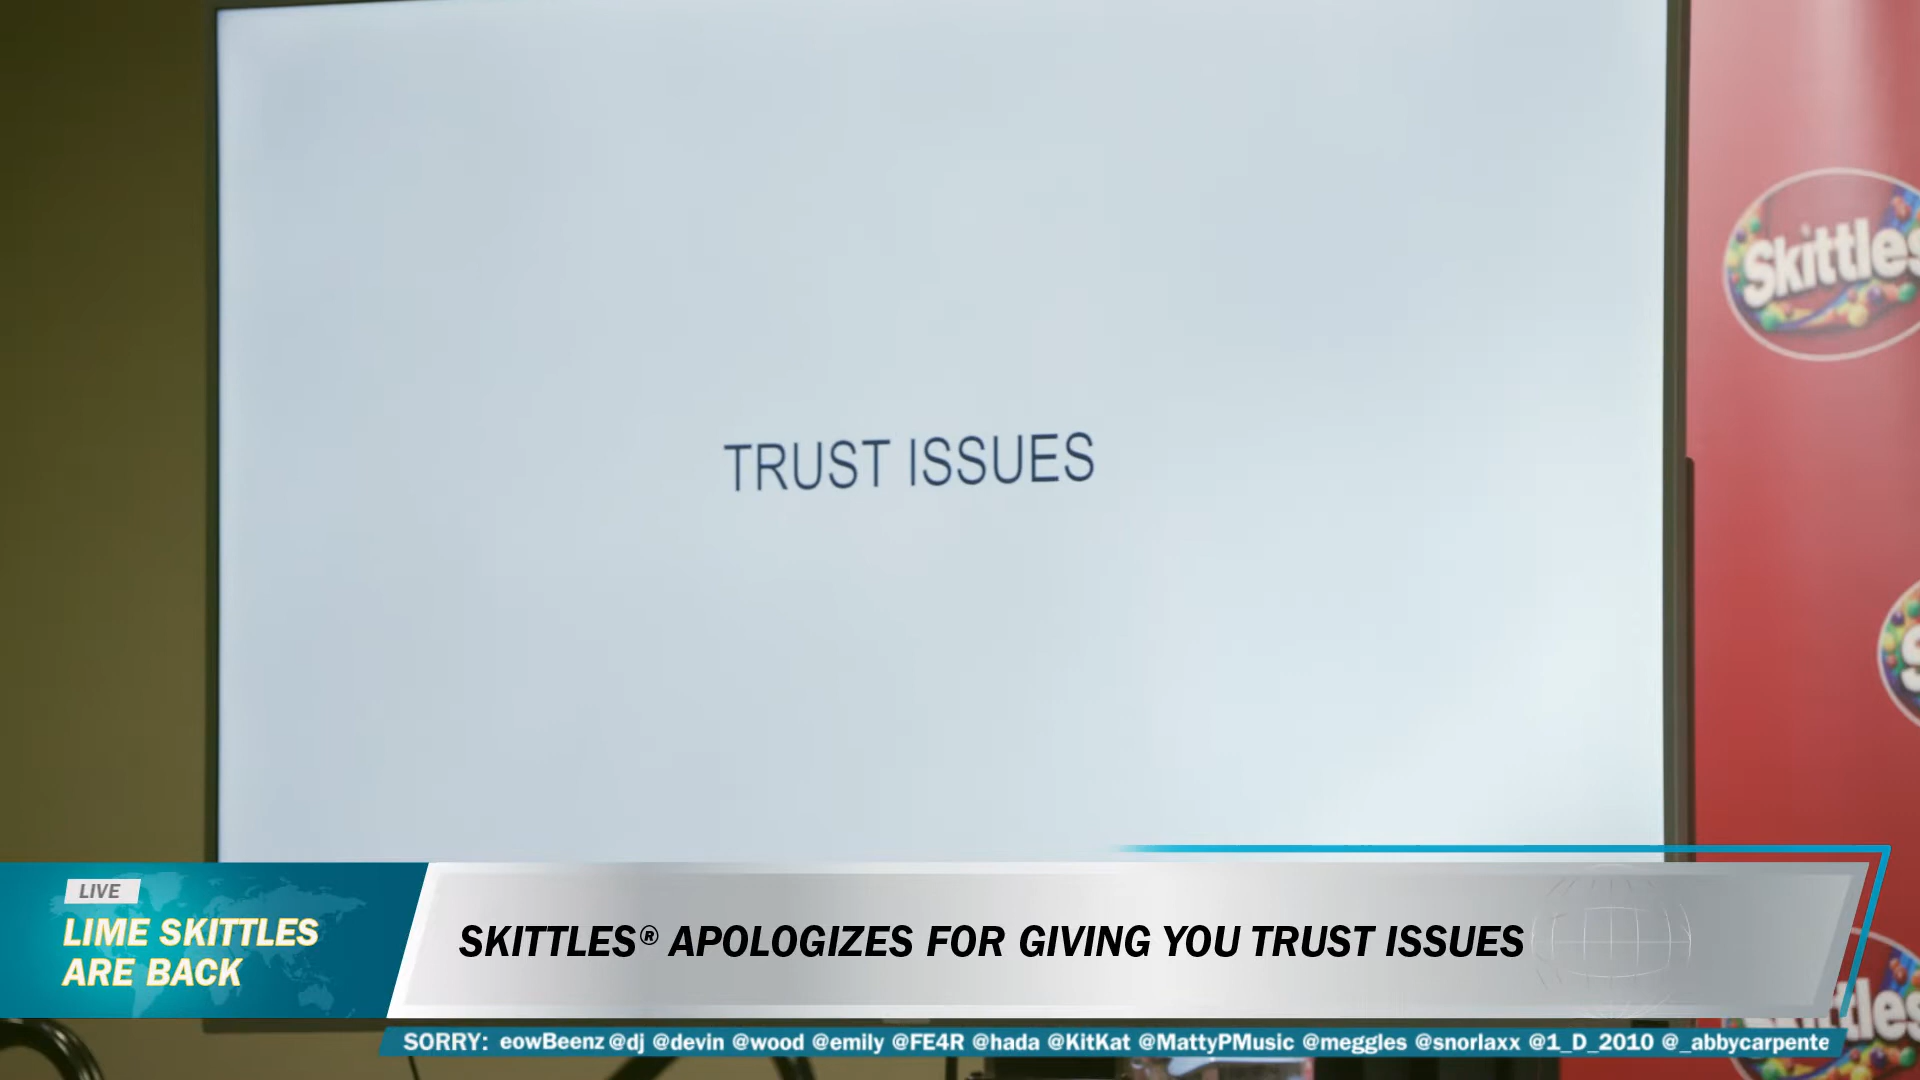 TRUST ISSUES
Skittles
LIVE
LIME SKITTLES
ARE BACK
SKITTLES® APOLOGIZES FOR GIVING YOU TRUST ISSUES
SORRY: eowBeenz @dj @devin @wood @emily @FE4R @hada @KitKat @MattyPMusic @meggles @snorlaxx @1_D_2010 @_abbycarpente